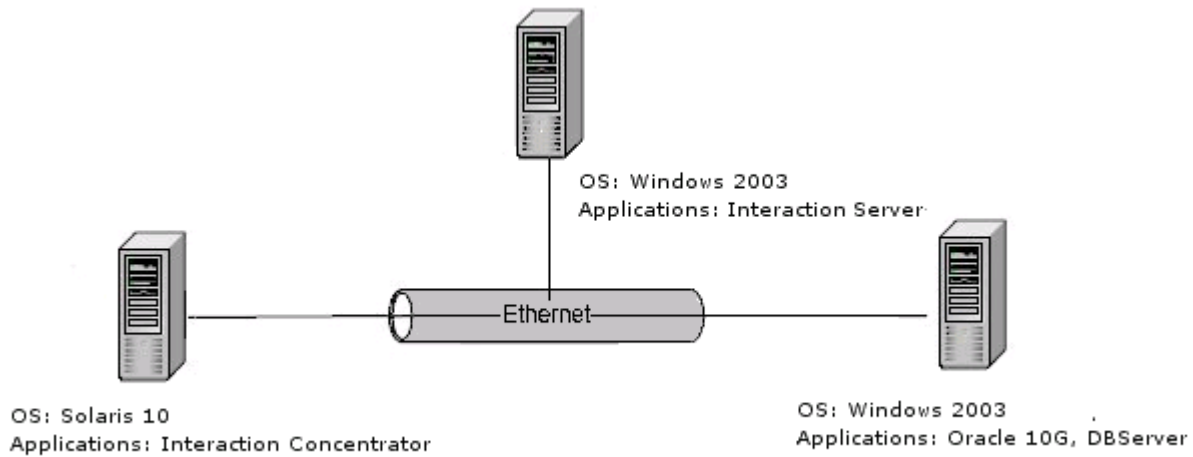 OS: Windows 2003
Applications: Interaction Server
Ethernet
OS: Solaris 10
Applications: Interaction Concentrator
OS: Windows 2003
Applications: Oracle 10G, DBServer